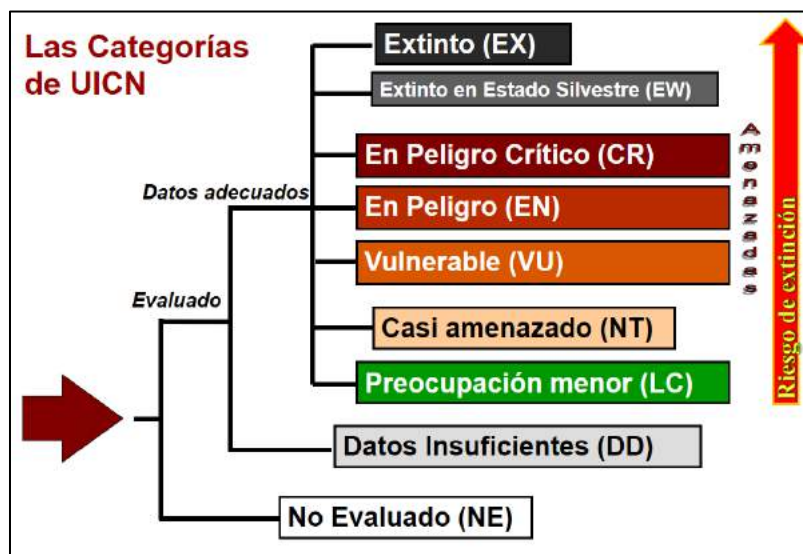 Las Categorías
de UICN
Extinto (EX)
Extinto en Estado Silvestre (EW)
En Peligro Crítico (CR)
Datos adecuados
En Peligro (EN)
Vulnerable (VU)
Evaluado
Casi amenazado (NT)
Preocupación menor (LC)
Datos Insuficientes (DD)
No Evaluado (NE)
Amenazadas
Riesgo de extinción